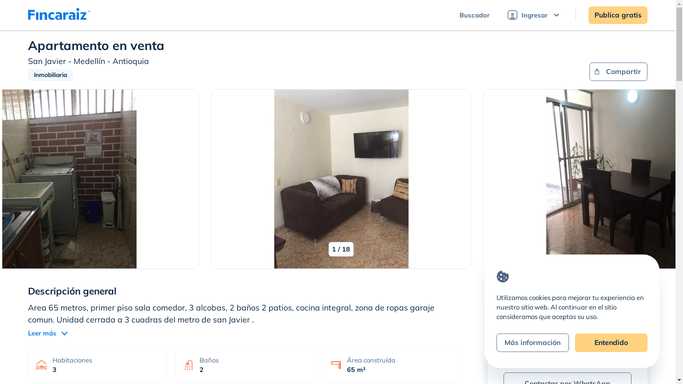 Fincaraiz
Buscador
Ingresar
Publica gratis
Apartamento en venta
San Javier - Medellín - Antioquia
Inmobiliaria
Compartir
1 / 18
Descripción general
Area 65 metros, primer piso sala comedor, 3 alcobas, 2 baños 2 patios, cocina integral, zona de ropas garaje
comun. Unidad cerrada a 3 cuadras del metro de san Javier .
Leer más
Habitaciones
3
Baños
2
Área construida
65 m²
Utilizamos cookies para mejorar tu experiencia en
nuestro sitio web. Al continuar en el sitio
consideramos que aceptas su uso.
Más información
Entendido
Contactar por WhatsApp